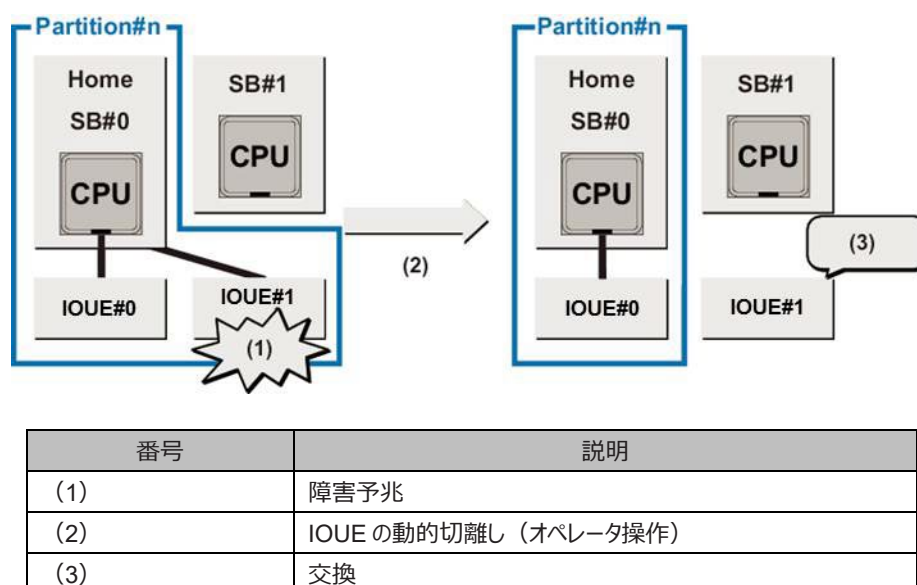 Partition#n
Home
SB#0
CPU
SB#1
CPU
IOUE#0
IOUE#1
(1)
(2)
Partition#n
Home
SB#0
CPU
SB#1
CPU
(3)
IOUE#0
IOUE#1
番号 説明
(1) 障害予兆
(2) IOUE の動的切離し（オペレータ操作）
(3) 交換